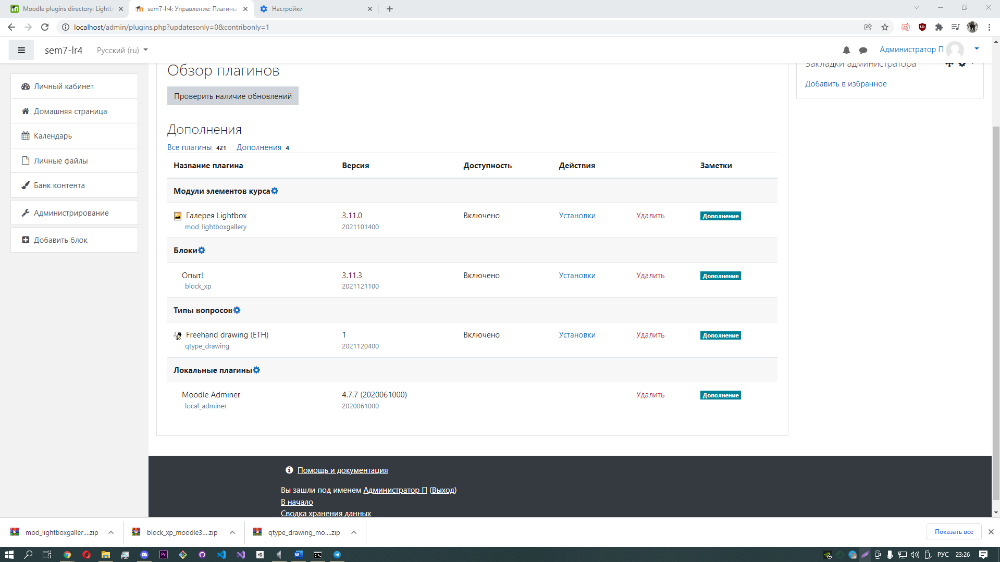 Moodle plugins directory: Lightb
sem7-lr4: Управление: Плагины
Настройки
localhost/admin/plugins.php?updatesonly=0&contribonly=1
sem7-lr4
Русский (ru)
Администратор П
Личный кабинет
Домашняя страница
Календарь
Личные файлы
Банк контента
Администрирование
Добавить блок
Обзор плагинов
Проверить наличие обновлений
Дополнения
Все плагины 421 Дополнения 4
Название плагина Версия Доступность Действия Заметки
Модули элементов курса
Галерея Lightbox 3.11.0 Включено Установки Удалить Дополнение
mod_lightboxgallery 2021101400
Блоки
Опыт! 3.11.3 Включено Установки Удалить Дополнение
block_xp 2021121100
Типы вопросов
Freehand drawing (ETH) 1 Включено Установки Удалить Дополнение
qtype_drawing 2021120400
Локальные плагины
Moodle Adminer 4.7.7 (2020061000) Удалить Дополнение
local_adminer 2020061000
Закладки администратора
Добавить в избранное
Помощь и документация
Вы зашли под именем Администратор П (Выход)
В начало
Сводка хранения данных
mod_lightboxgaller....zip
block_xp_moodle3....zip
qtype_drawing_mo....zip
Показать все
РУС 23:26